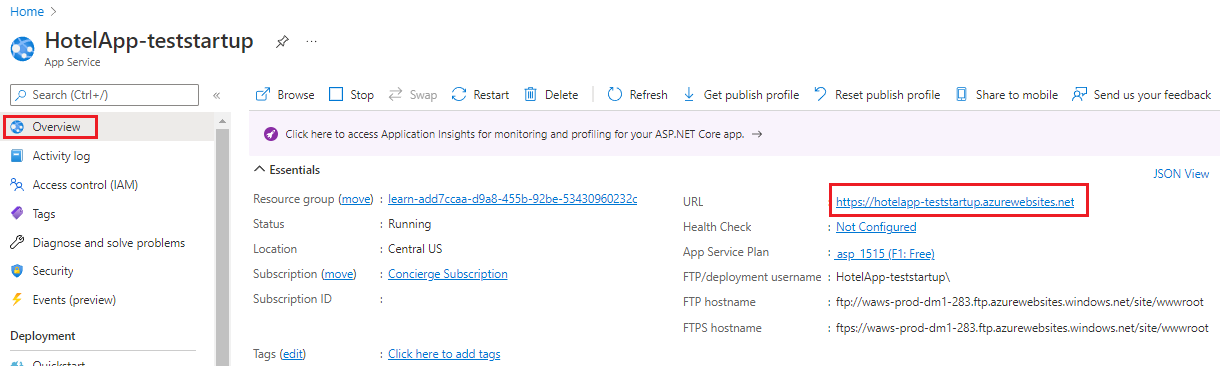 Home >
HotelApp-teststartup
App Service
Search (Ctrl+/)
Overview
Activity log
Access control (IAM)
Tags
Diagnose and solve problems
Security
Events (preview)
Deployment
Quickstart
Browse Stop Swap Restart Delete Refresh Get publish profile Reset publish profile Share to mobile Send us your feedback
Click here to access Application Insights for monitoring and profiling for your ASP.NET Core app. →
Essentials
JSON View
Resource group (move) : learn-add7ccaa-d9a8-455b-92be-53430960232c
Status : Running
Location : Central US
Subscription (move) : Concierge Subscription
Subscription ID :
Tags (edit) : Click here to add tags
URL : https://hotelapp-teststartup.azurewebsites.net
Health Check : Not Configured
App Service Plan : asp_1515 (F1: Free)
FTP/deployment username : HotelApp-teststartup\
FTP hostname : ftp://waws-prod-dm1-283.ftp.azurewebsites.windows.net/site/wwwroot
FTPS hostname : ftps://waws-prod-dm1-283.ftp.azurewebsites.windows.net/site/wwwroot